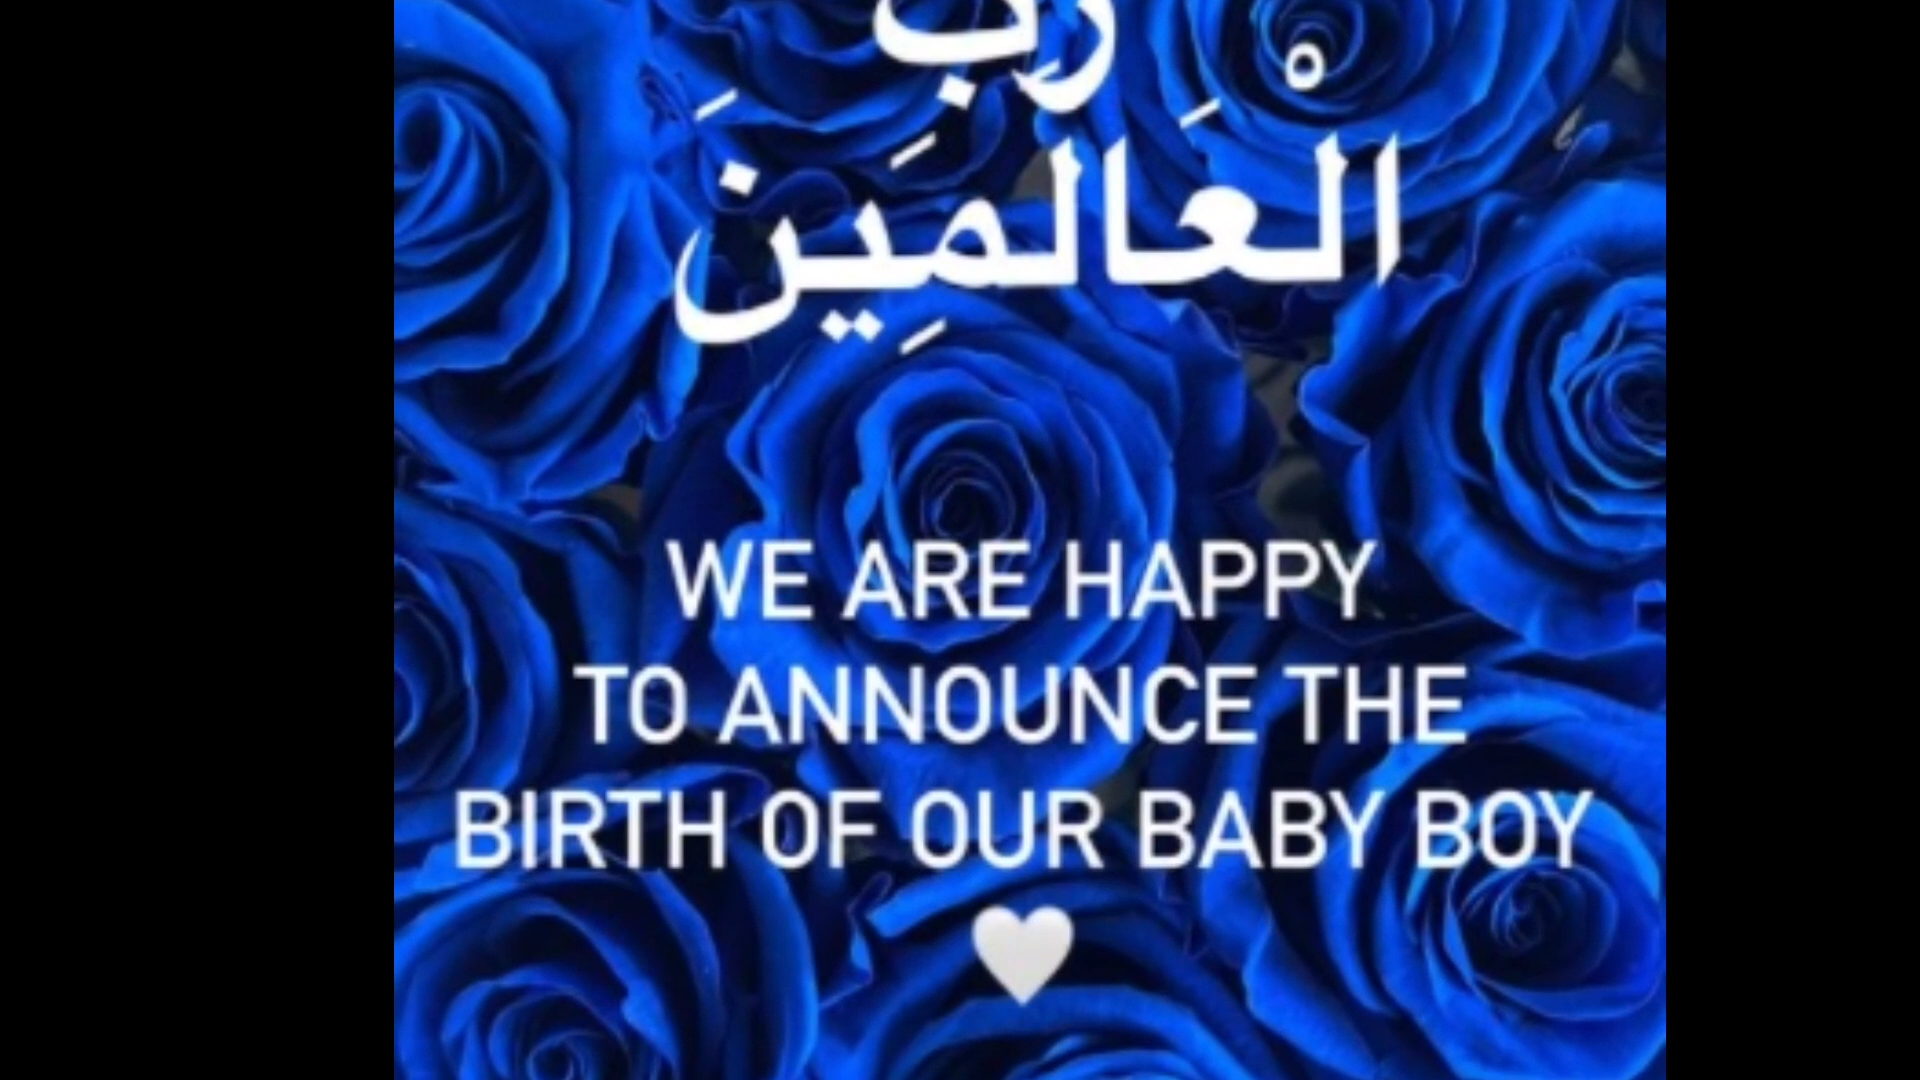 رَبِّ
الْعَالَمِينَ
WE ARE HAPPY
TO ANNOUNCE THE
BIRTH OF OUR BABY BOY
🤍